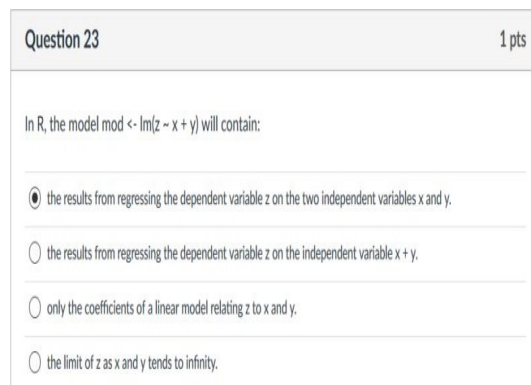 Question 23
1 pts
In R, the model mod <- lm(z ~ x + y) will contain:
the results from regressing the dependent variable z on the two independent variables x and y.
the results from regressing the dependent variable z on the independent variable x + y.
only the coefficients of a linear model relating z to x and y.
the limit of z as x and y tends to infinity.